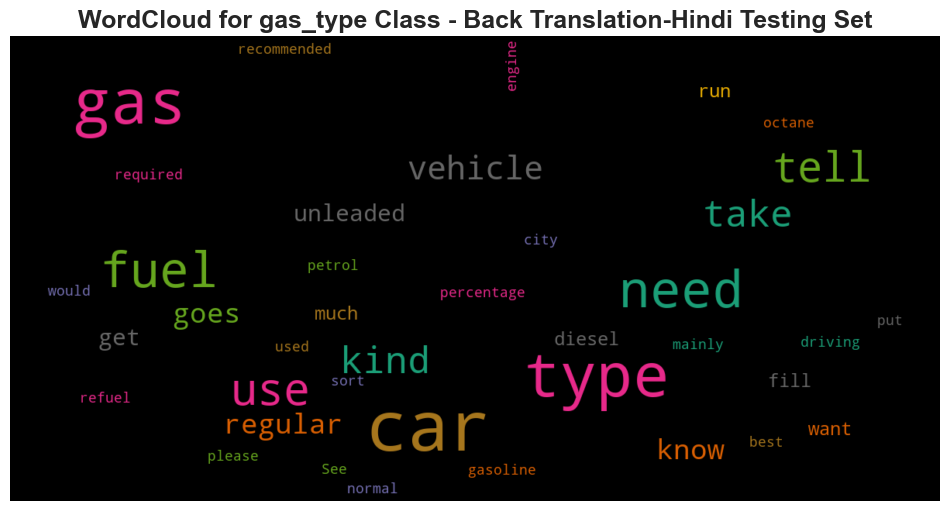 WordCloud for gas_type Class - Back Translation-Hindi Testing Set
recommended
engine
gas
run
octane
required
vehicle
tell
unleaded
take
city
fuel
petrol
would
percentage
need
goes
much
put
get
used
diesel
mainly
driving
kind
sort
type
fill
refuel
use
regular
car
know
best
want
please
See
gasoline
normal